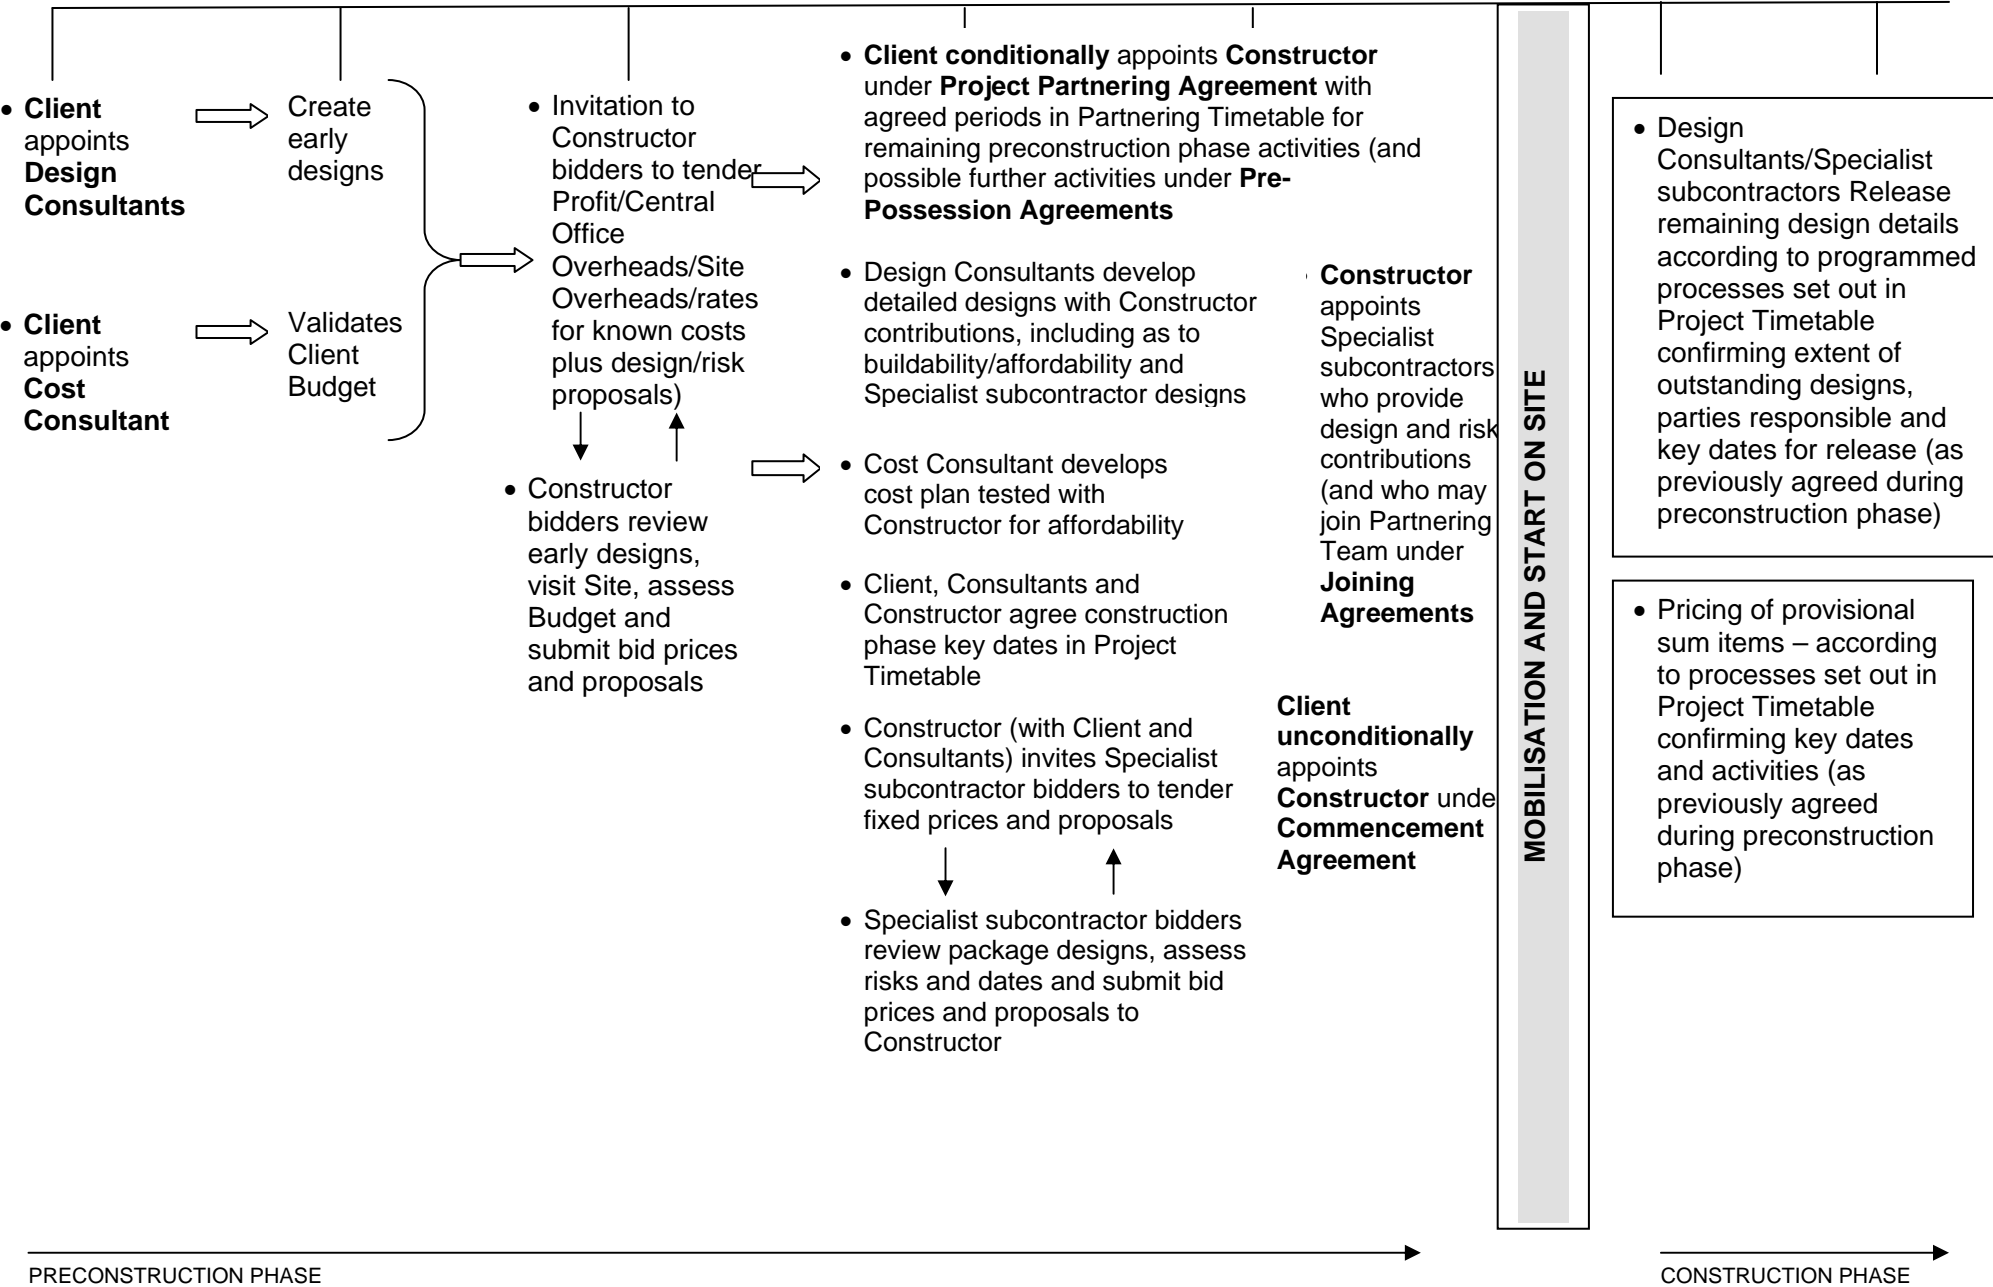 • Client
appoints
Design
Consultants
Create
early
designs
• Client
appoints
Cost
Consultant
Validates
Client
Budget
• Invitation to
Constructor
bidders to tender
Profit/Central
Office
Overheads/Site
Overheads/rates
for known costs
plus design/risk
proposals)
• Constructor
bidders review
early designs,
visit Site, assess
Budget and
submit bid prices
and proposals
• Client conditionally appoints Constructor
under Project Partnering Agreement with
agreed periods in Partnering Timetable for
remaining preconstruction phase activities (and
possible further activities under Pre-
Possession Agreements
• Design Consultants develop
detailed designs with Constructor
contributions, including as to
buildability/affordability and
Specialist subcontractor designs
• Cost Consultant develops
cost plan tested with
Constructor for affordability
• Client, Consultants and
Constructor agree construction
phase key dates in Project
Timetable
• Constructor (with Client and
Consultants) invites Specialist
subcontractor bidders to tender
fixed prices and proposals
• Specialist subcontractor bidders
review package designs, assess
risks and dates and submit bid
prices and proposals to
Constructor
Constructor
appoints
Specialist
subcontractors
who provide
design and risk
contributions
(and who may
join Partnering
Team under
Joining
Agreements
Client
unconditionally
appoints
Constructor unde
Commencement
Agreement
MOBILISATION AND START ON SITE
• Design
Consultants/Specialist
subcontractors Release
remaining design details
according to programmed
processes set out in
Project Timetable
confirming extent of
outstanding designs,
parties responsible and
key dates for release (as
previously agreed during
preconstruction phase)
• Pricing of provisional
sum items – according
to processes set out in
Project Timetable
confirming key dates
and activities (as
previously agreed
during preconstruction
phase)
PRECONSTRUCTION PHASE
CONSTRUCTION PHASE